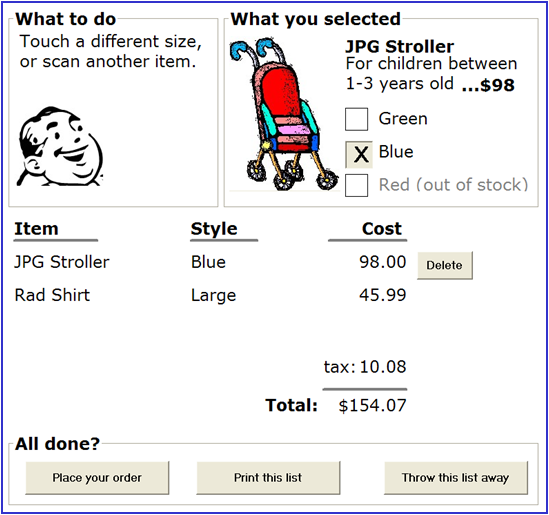 What to do
Touch a different size,
or scan another item.
What you selected
JPG Stroller
For children between
1-3 years old ...$98
Green
X Blue
Red (out of stock)
Item Style Cost
JPG Stroller Blue 98.00 Delete
Rad Shirt Large 45.99
tax: 10.08
Total: $154.07
All done?
Place your order Print this list Throw this list away